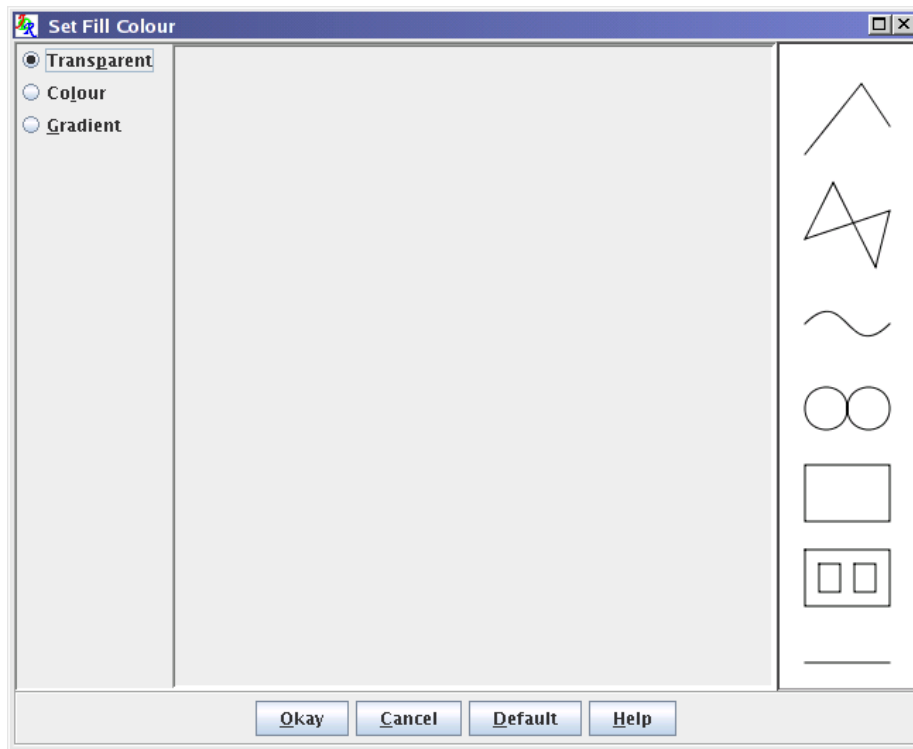 Set Fill Colour
Transparent
Colour
Gradient
Okay Cancel Default Help